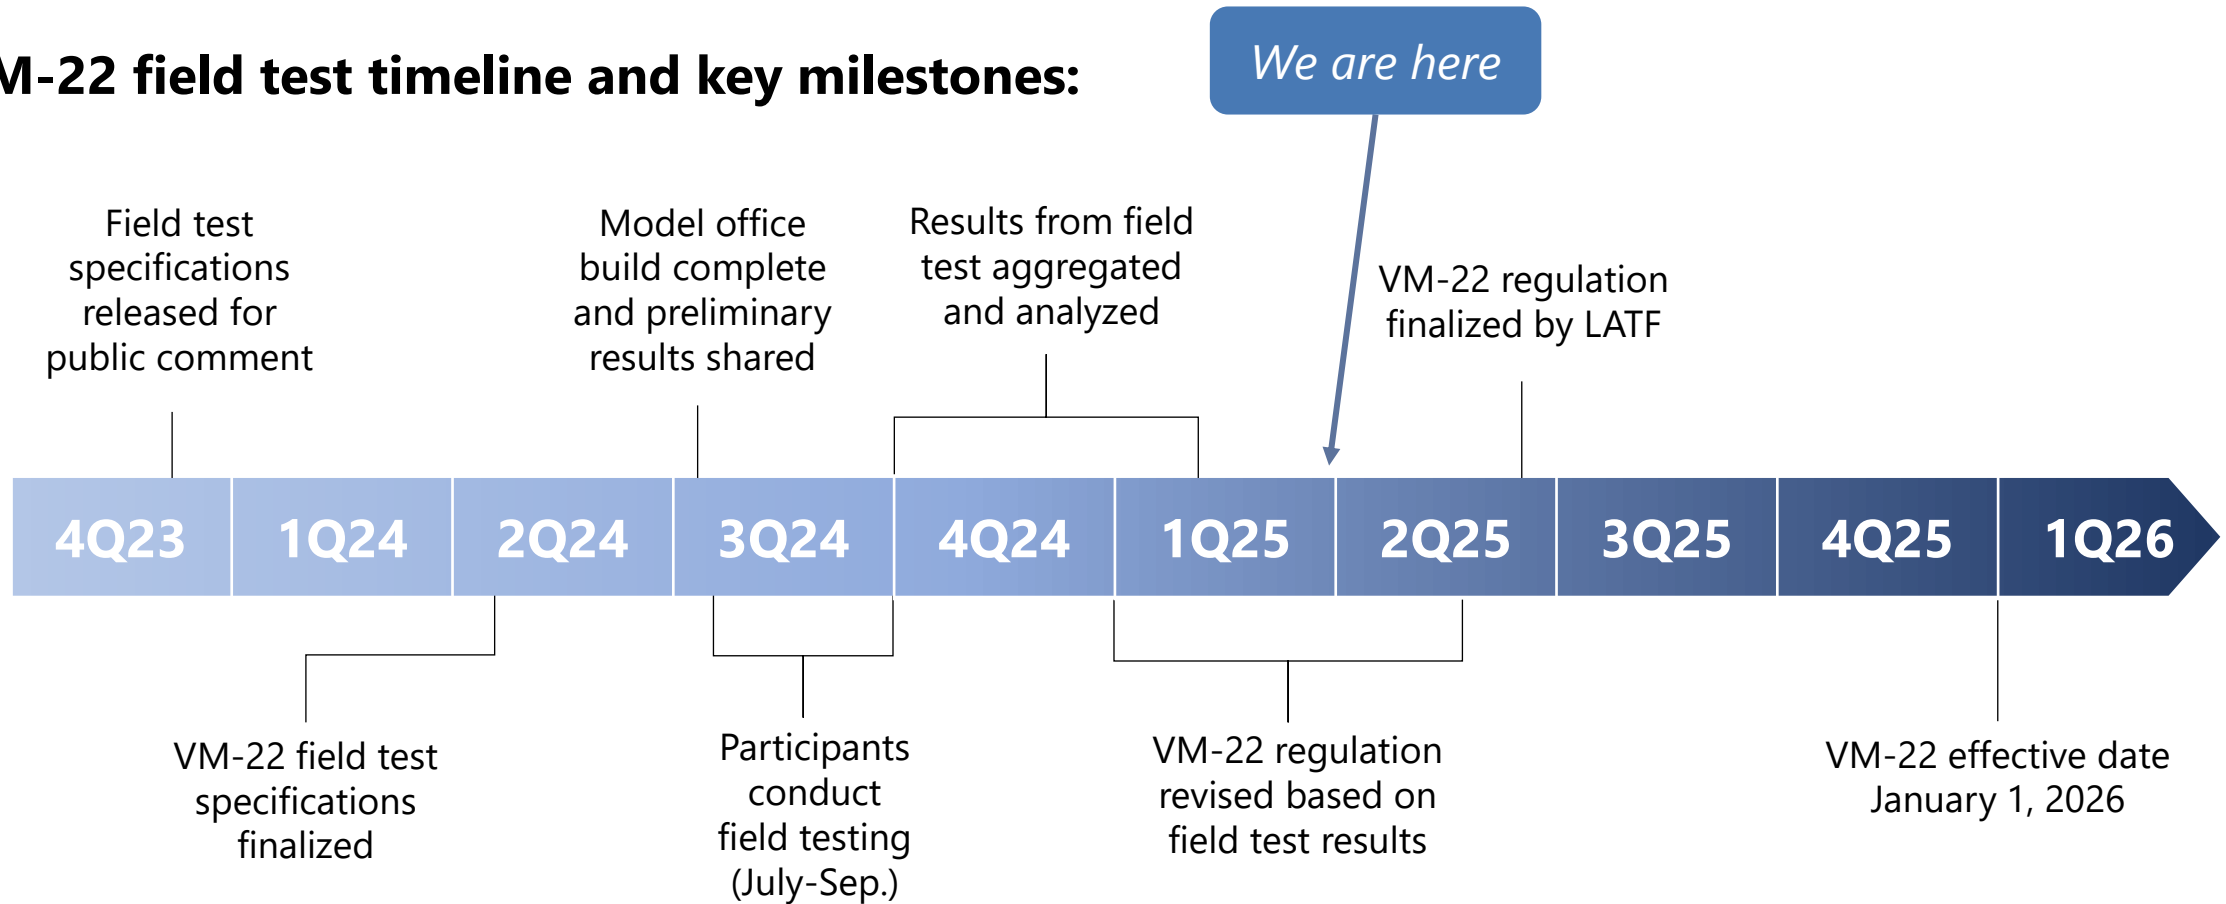 M-22 field test timeline and key milestones:
We are here
Field test
specifications
released for
public comment
Model office
build complete
and preliminary
results shared
Results from field
test aggregated
and analyzed
VM-22 regulation
finalized by LATF
4Q23
1Q24
2Q24
3Q24
4Q24
1Q25
2Q25
3Q25
4Q25
1Q26
VM-22 field test
specifications
finalized
Participants
conduct
field testing
(July-Sep.)
VM-22 regulation
revised based on
field test results
VM-22 effective date
January 1, 2026